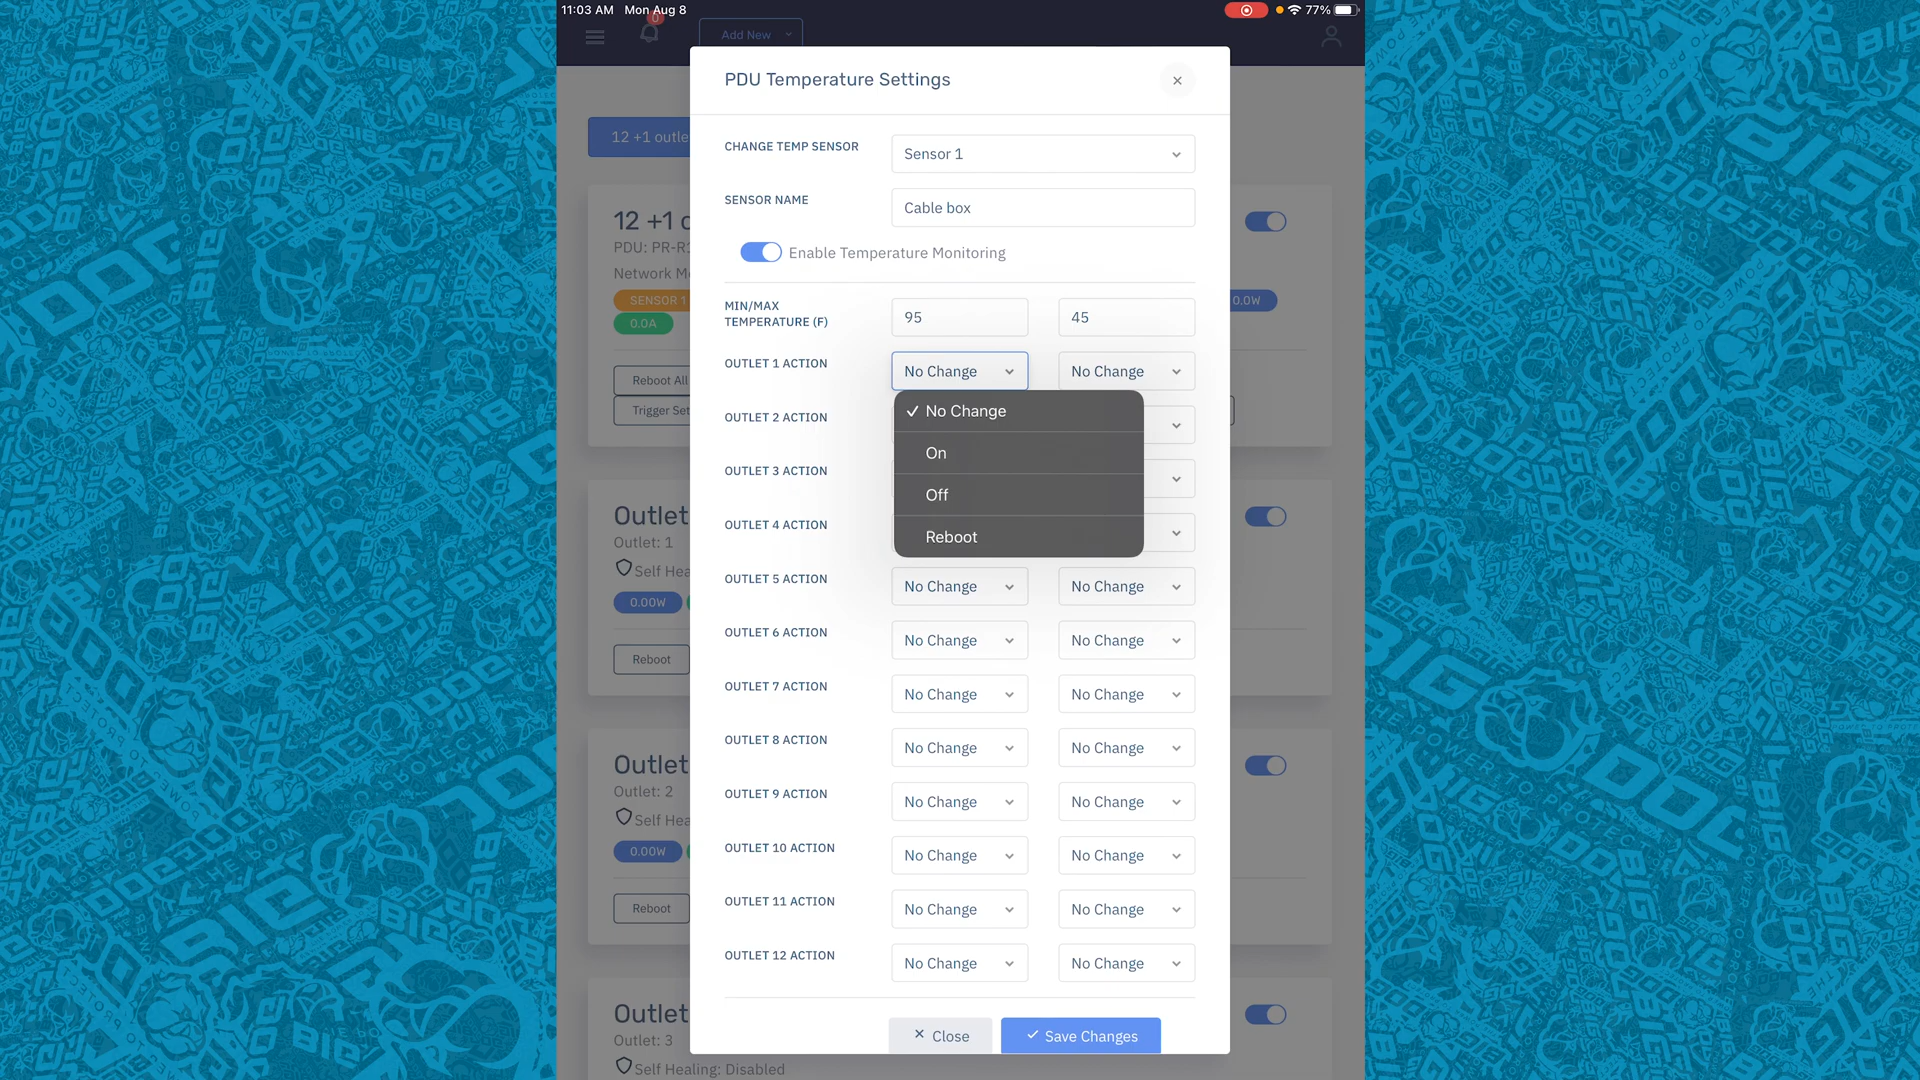 11:03 AM Mon Aug 8
77%
0
Add New
PDU Temperature Settings
12 +1 outle
CHANGE TEMP SENSOR
Sensor 1
SENSOR NAME
Cable box
12 +1 o
PDU: PR-R1
Enable Temperature Monitoring
Network M
SENSOR 1
0.0W
0.0A
MIN/MAX
TEMPERATURE (F)
95
45
OUTLET 1 ACTION
No Change
No Change
Reboot All
Trigger Set
No Change
On
Off
Reboot
OUTLET 2 ACTION
OUTLET 3 ACTION
OUTLET 4 ACTION
Outlet
Outlet: 1
Self Hea
0.00W
Reboot
OUTLET 5 ACTION
No Change
No Change
OUTLET 6 ACTION
No Change
No Change
OUTLET 7 ACTION
No Change
No Change
OUTLET 8 ACTION
No Change
No Change
Outlet
Outlet: 2
Self Hea
0.00W
Reboot
OUTLET 9 ACTION
No Change
No Change
OUTLET 10 ACTION
No Change
No Change
OUTLET 11 ACTION
No Change
No Change
OUTLET 12 ACTION
No Change
No Change
Outlet
Outlet: 3
Self Healing: Disabled
Close
Save Changes